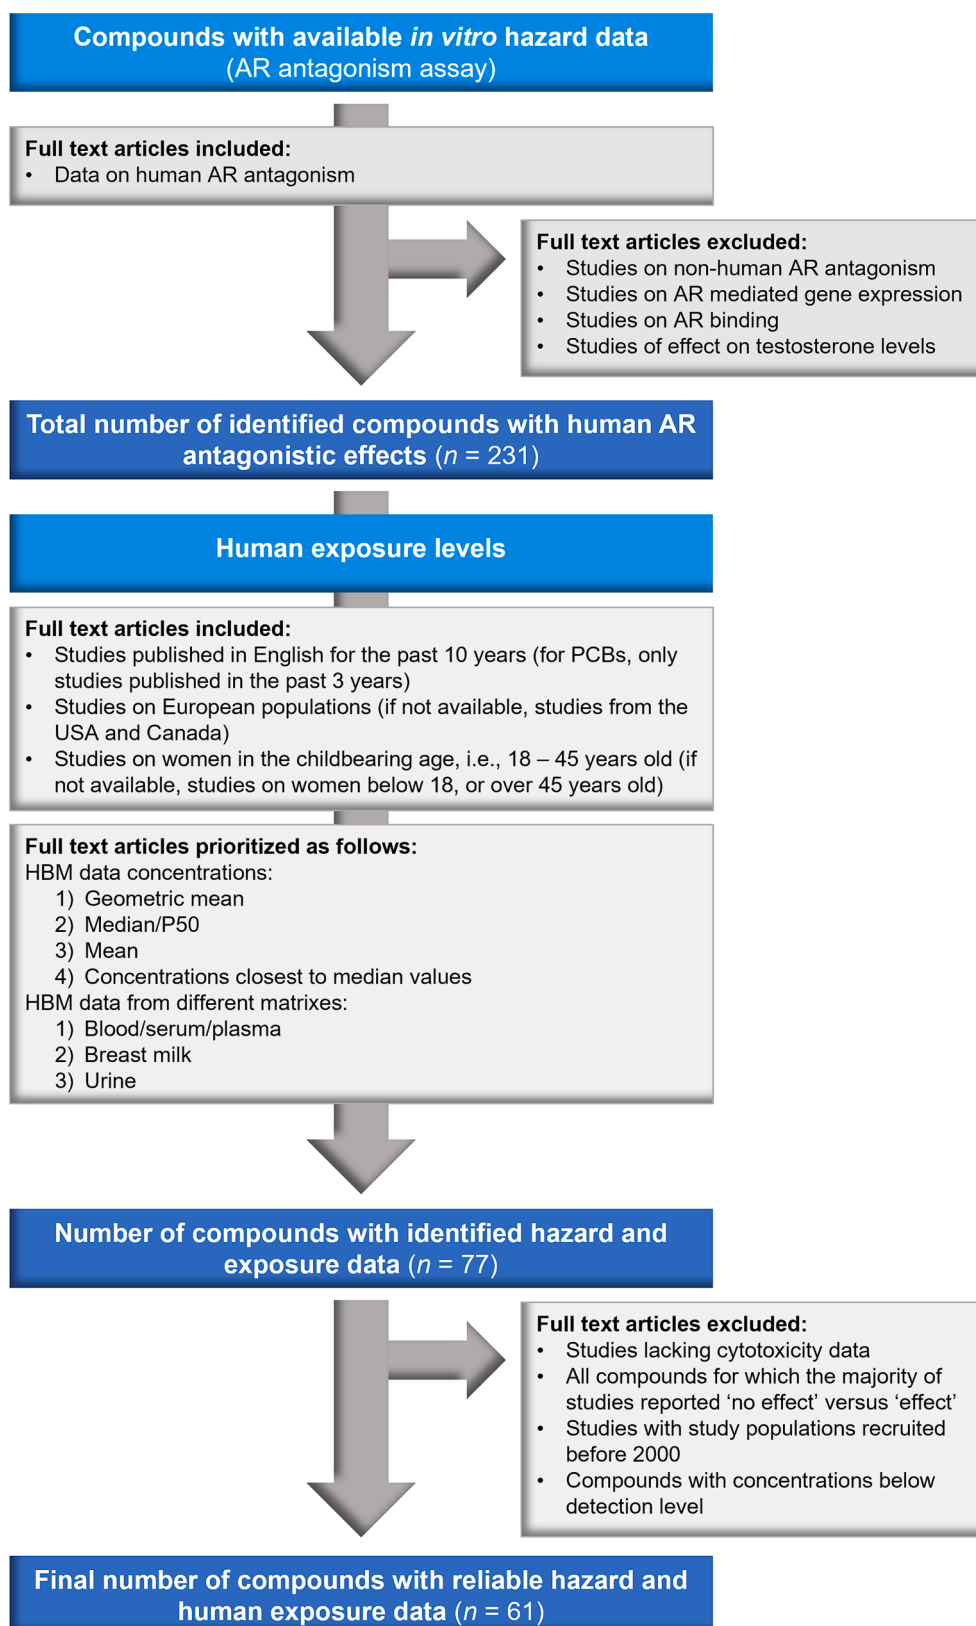 Compounds with available in vitro hazard data
(AR antagonism assay)
Full text articles included:
• Data on human AR antagonism
Full text articles excluded:
• Studies on non-human AR antagonism
• Studies on AR mediated gene expression
• Studies on AR binding
• Studies of effect on testosterone levels
Total number of identified compounds with human AR
antagonistic effects (n = 231)
Human exposure levels
Full text articles included:
• Studies published in English for the past 10 years (for PCBs, only
studies published in the past 3 years)
• Studies on European populations (if not available, studies from the
USA and Canada)
• Studies on women in the childbearing age, i.e., 18 – 45 years old (if
not available, studies on women below 18, or over 45 years old)
Full text articles prioritized as follows:
HBM data concentrations:
1) Geometric mean
2) Median/P50
3) Mean
4) Concentrations closest to median values
HBM data from different matrixes:
1) Blood/serum/plasma
2) Breast milk
3) Urine
Number of compounds with identified hazard and
exposure data (n = 77)
Full text articles excluded:
• Studies lacking cytotoxicity data
• All compounds for which the majority of
studies reported ‘no effect’ versus ‘effect’
• Studies with study populations recruited
before 2000
• Compounds with concentrations below
detection level
Final number of compounds with reliable hazard and
human exposure data (n = 61)